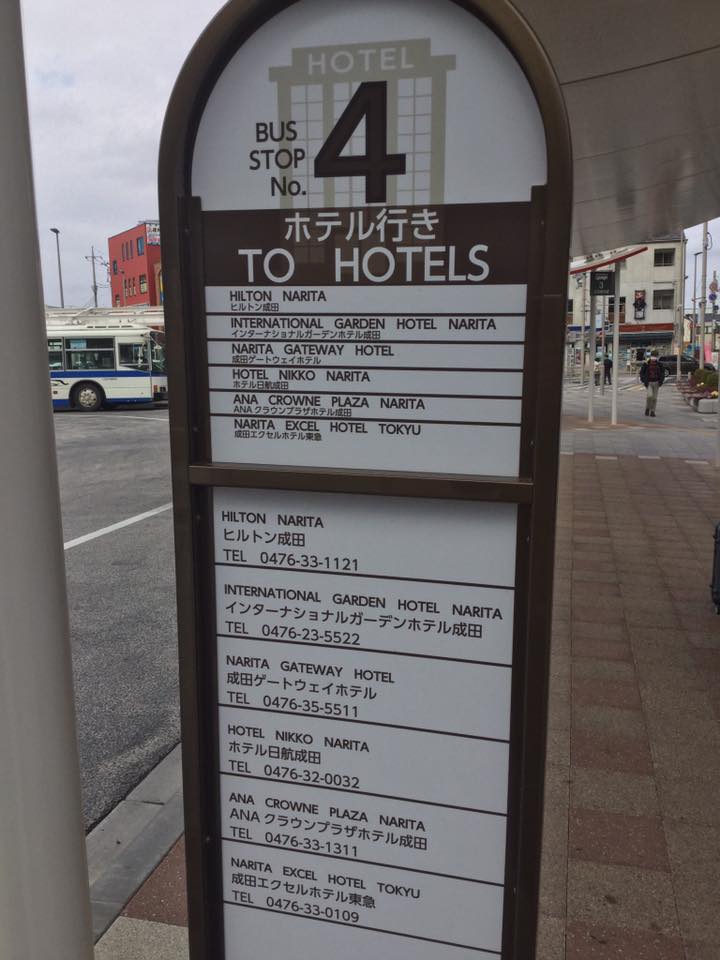 HOTEL
BUS
STOP
No.
4
ホテル行き
TO HOTELS
HILTON NARITA
ヒルトン成田
INTERNATIONAL GARDEN HOTEL NARITA
インターナショナルガーデンホテル成田
NARITA GATEWAY HOTEL
成田ゲートウェイホテル
HOTEL NIKKO NARITA
ホテル日航成田
ANA CROWNE PLAZA NARITA
ANAクラウンプラザホテル成田
NARITA EXCEL HOTEL TOKYU
成田エクセルホテル東急
HILTON NARITA
ヒルトン成田
TEL 0476-33-1121
INTERNATIONAL GARDEN HOTEL NARITA
インターナショナルガーデンホテル成田
TEL 0476-23-5522
NARITA GATEWAY HOTEL
成田ゲートウェイホテル
TEL 0476-35-5511
HOTEL NIKKO NARITA
ホテル日航成田
TEL 0476-32-0032
ANA CROWNE PLAZA NARITA
ANAクラウンプラザホテル成田
TEL 0476-33-1311
NARITA EXCEL HOTEL TOKYU
成田エクセルホテル東急
TEL 0476-33-0109
3